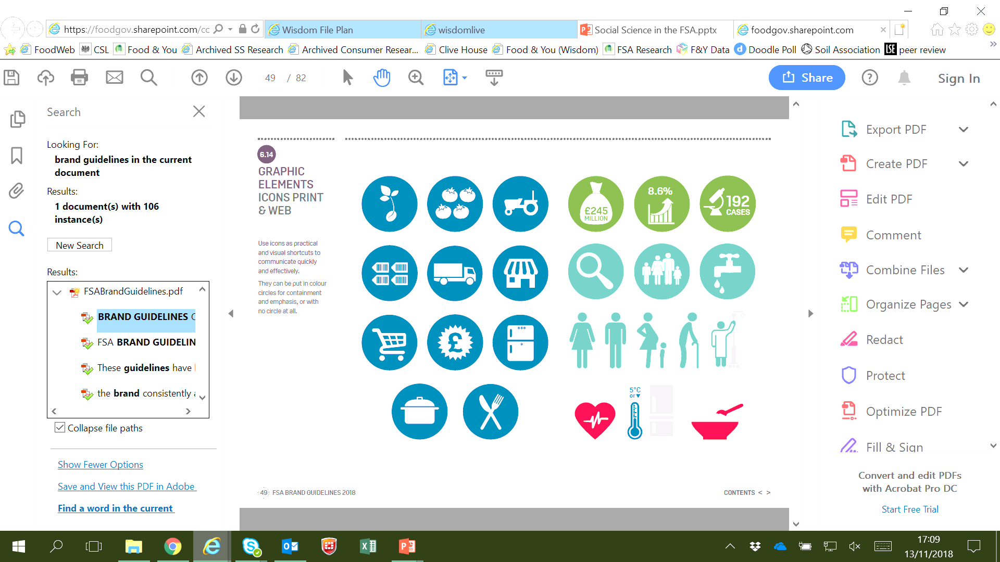 https://foodgov.sharepoint.com/cc
Wisdom File Plan
wisdomlive
Social Science in the FSA.pptx
foodgov.sharepoint.com
FoodWeb
CSL
Food & You
Archived SS Research
Archived Consumer Resear...
Clive House
Food & You (Wisdom)
FSA Research
F&Y Data
Doodle Poll
Soil Association
LSE
peer review
49 / 82
Share
Sign In
Search
Looking For:
brand guidelines in the current
document
Results:
1 document(s) with 106
instance(s)
New Search
Results:
FSABrandGuidelines.pdf
BRAND GUIDELINES
FSA BRAND GUIDELIN
These guidelines have
the brand consistently
Collapse file paths
Show Fewer Options
Save and View this PDF in Adobe
Find a word in the current
6.14
GRAPHIC
ELEMENTS
ICONS PRINT
& WEB
Use icons as practical
and visual shortcuts to
communicate quickly
and effectively.
They can be put in colour
circles for containment
and emphasis, or with
no circle at all.
£245
MILLION
8.6%
192
CASES
£
5°C
or▼
49 FSA BRAND GUIDELINES 2018
CONTENTS < >
Export PDF
Create PDF
Edit PDF
Comment
Combine Files
Organize Pages
Redact
Protect
Optimize PDF
Fill & Sign
Convert and edit PDFs
with Acrobat Pro DC
Start Free Trial
17:09
13/11/2018